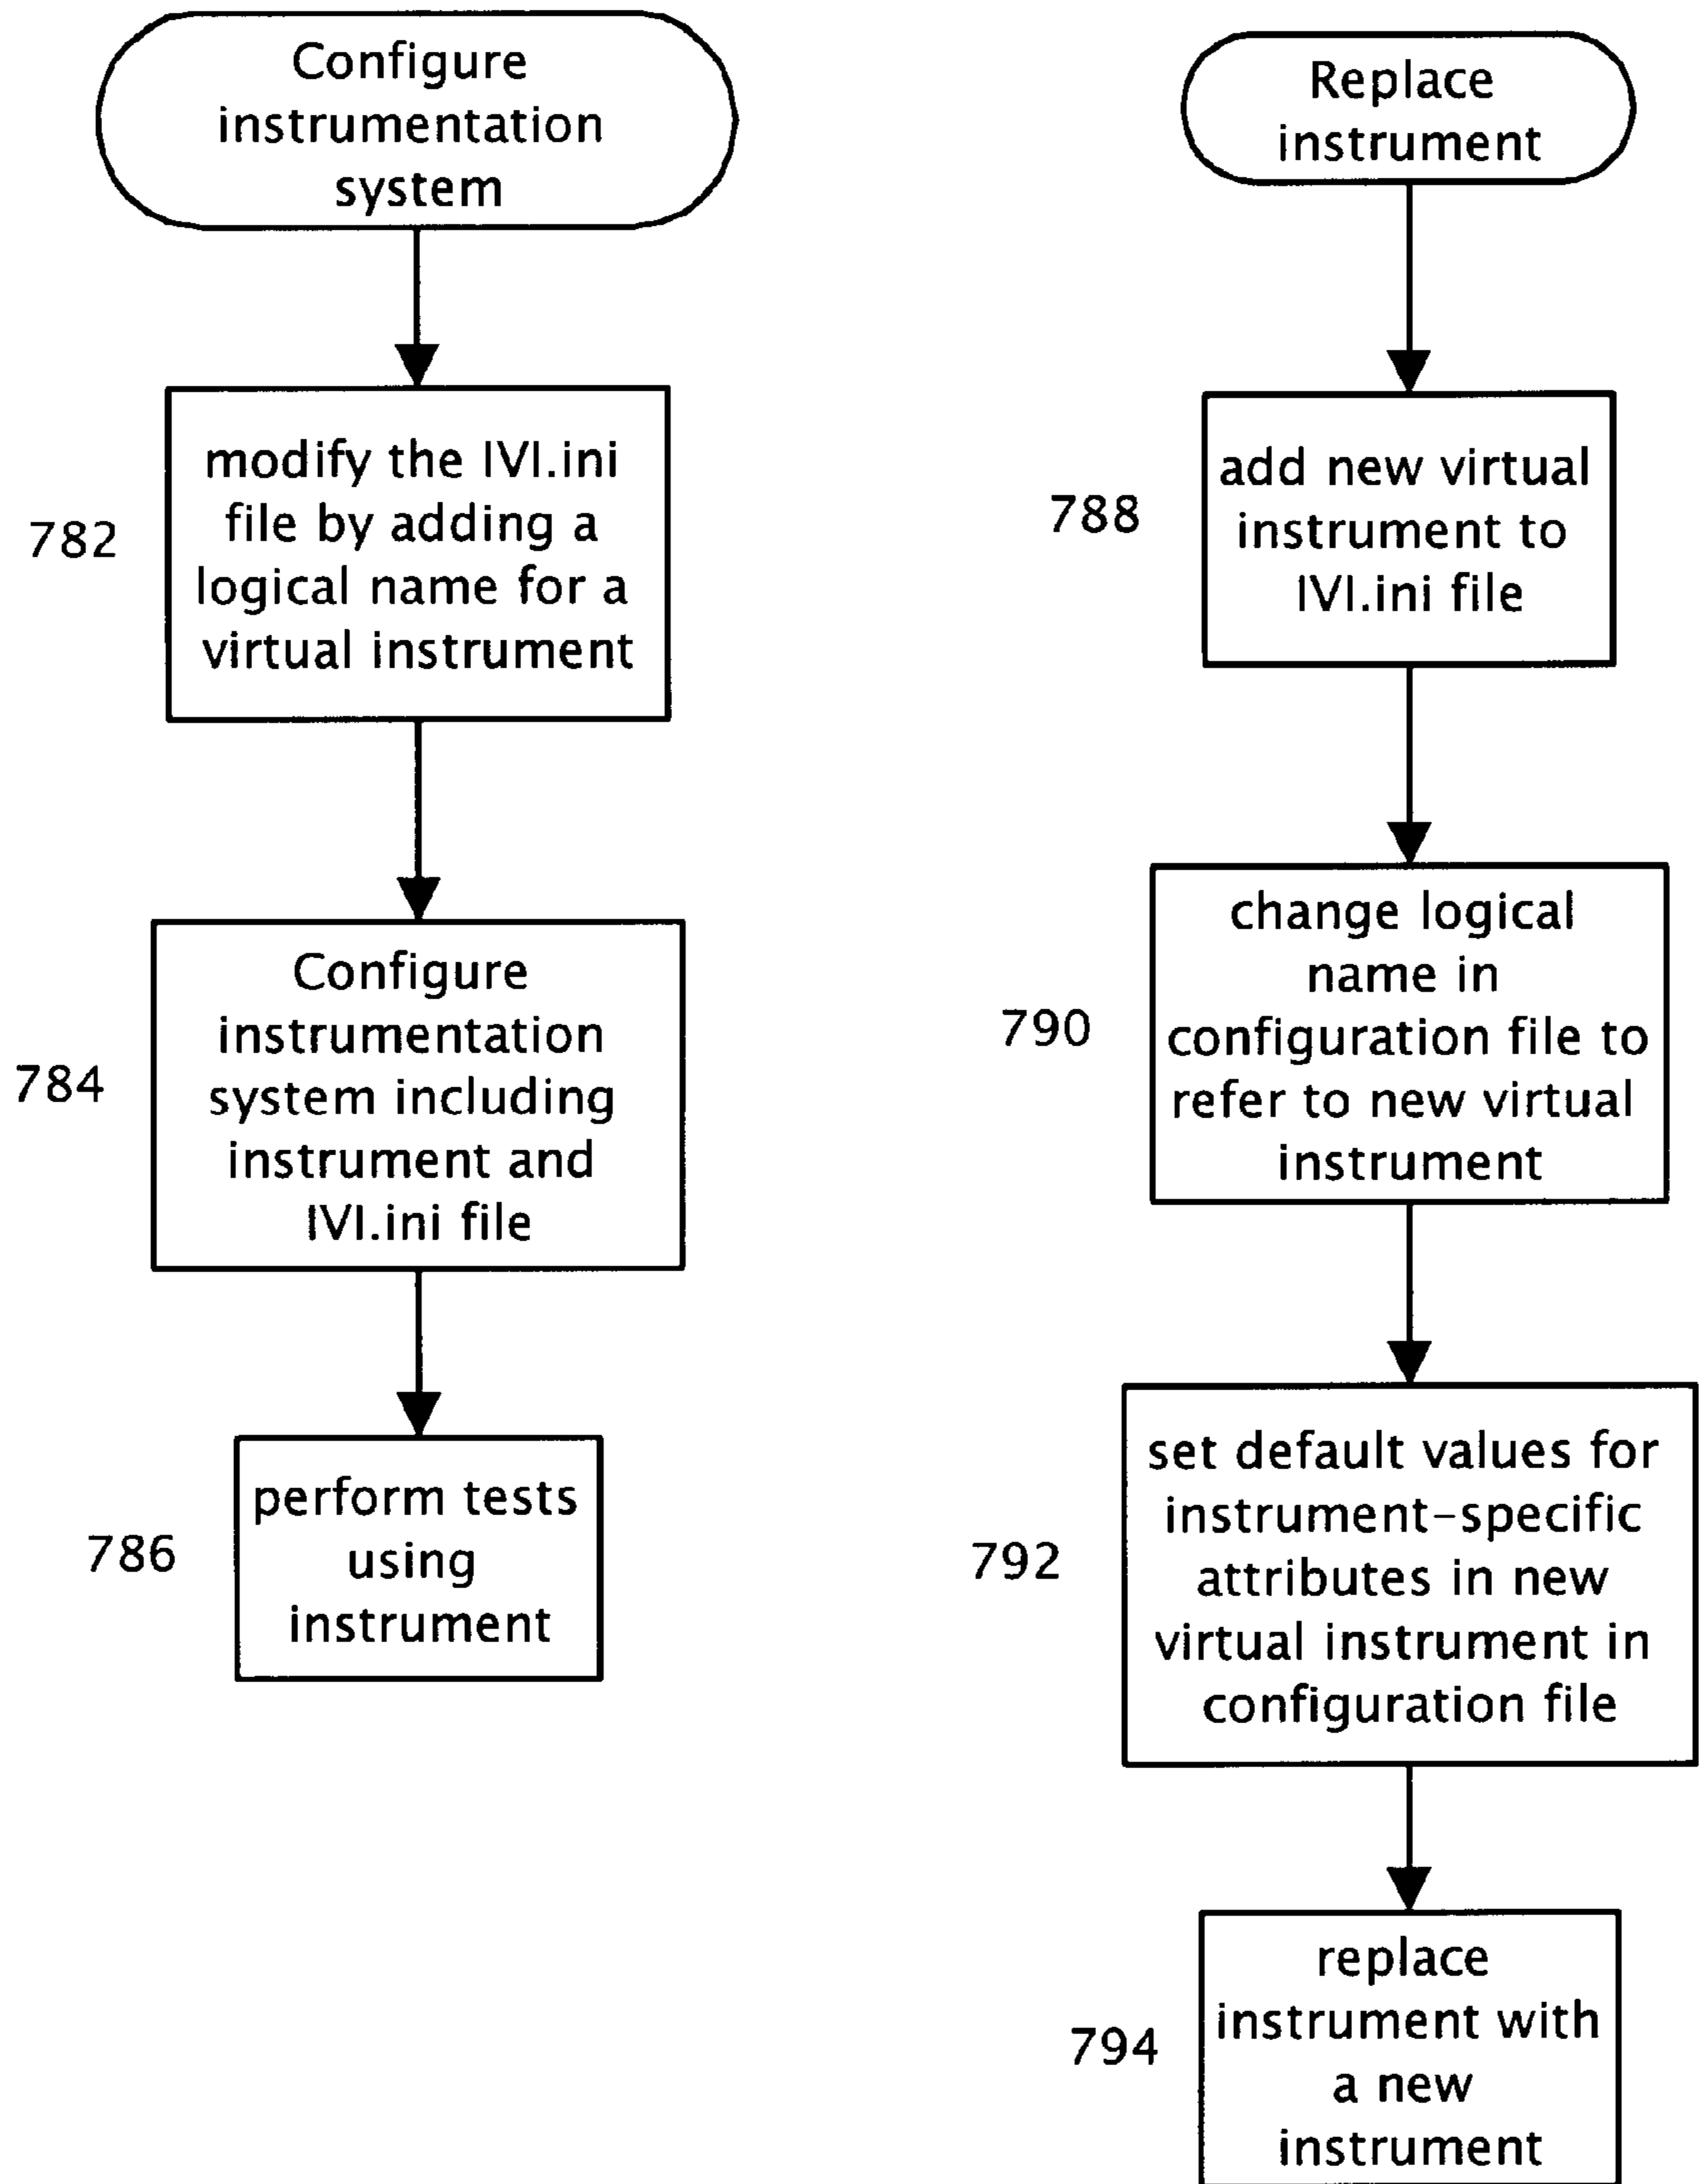 Configure
instrumentation
system
782
modify the IVI.ini
file by adding a
logical name for a
virtual instrument
784
Configure
instrumentation
system including
instrument and
IVI.ini file
786
perform tests
using
instrument
Replace
instrument
788
add new virtual
instrument to
IVI.ini file
790
change logical
name in
configuration file to
refer to new virtual
instrument
792
set default values for
instrument-specific
attributes in new
virtual instrument in
configuration file
794
replace
instrument with
a new
instrument